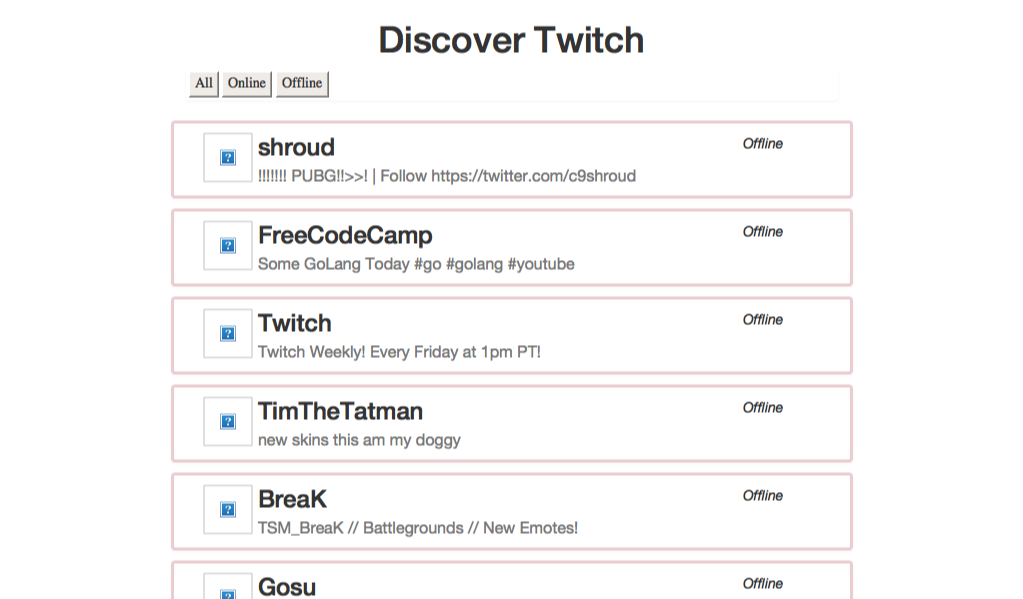 Discover Twitch
All Online Offline
shroud Offline
!!!!!!! PUBG!!>>! | Follow https://twitter.com/c9shroud
FreeCodeCamp Offline
Some GoLang Today #go #golang #youtube
Twitch Offline
Twitch Weekly! Every Friday at 1pm PT!
TimTheTatman Offline
new skins this am my doggy
BreaK Offline
TSM_BreaK // Battlegrounds // New Emotes!
Gosu Offline